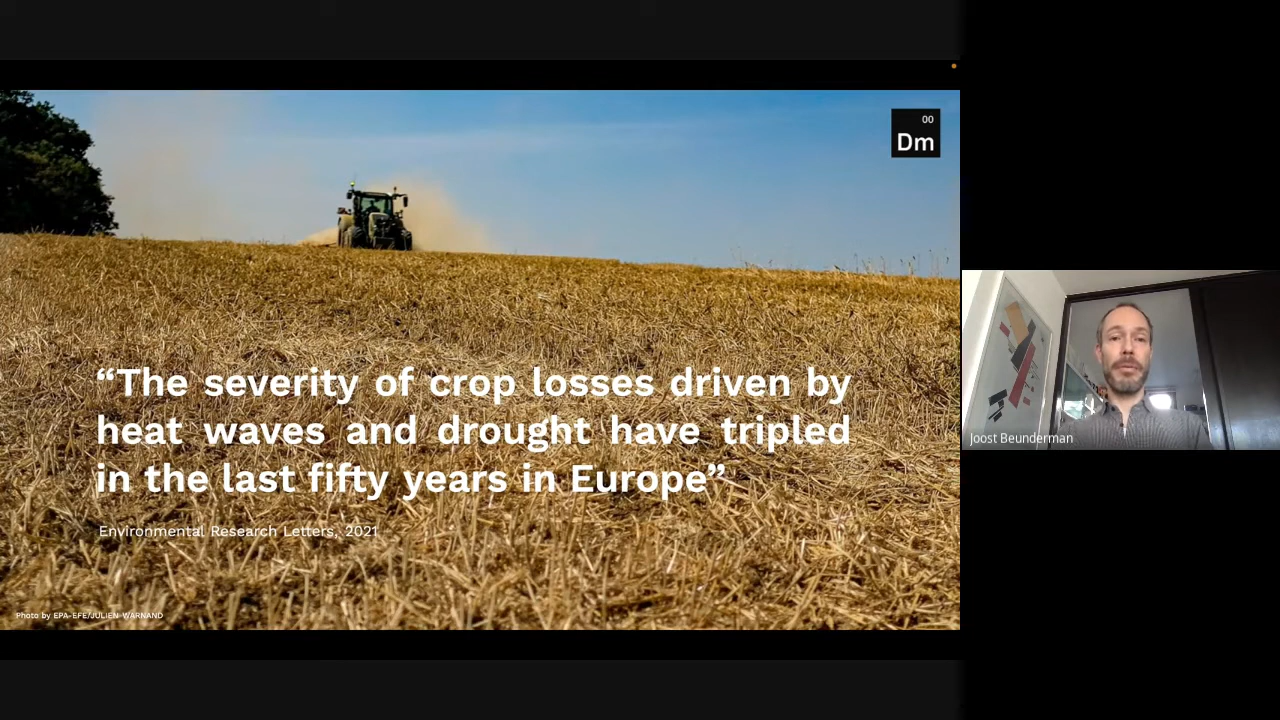 00
Dm
“The severity of crop losses driven by
heat waves and drought have tripled
in the last fifty years in Europe”
Environmental Research Letters, 2021
Photo by EPA-EFE/JULIEN WARNAND
Joost Beunderman